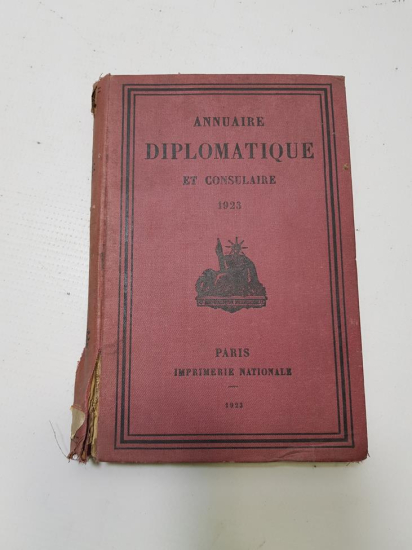 ANNUAIRE
DIPLOMATIQUE
ET CONSULAIRE
1923
PARIS
IMPRIMERIE NATIONALE
1923